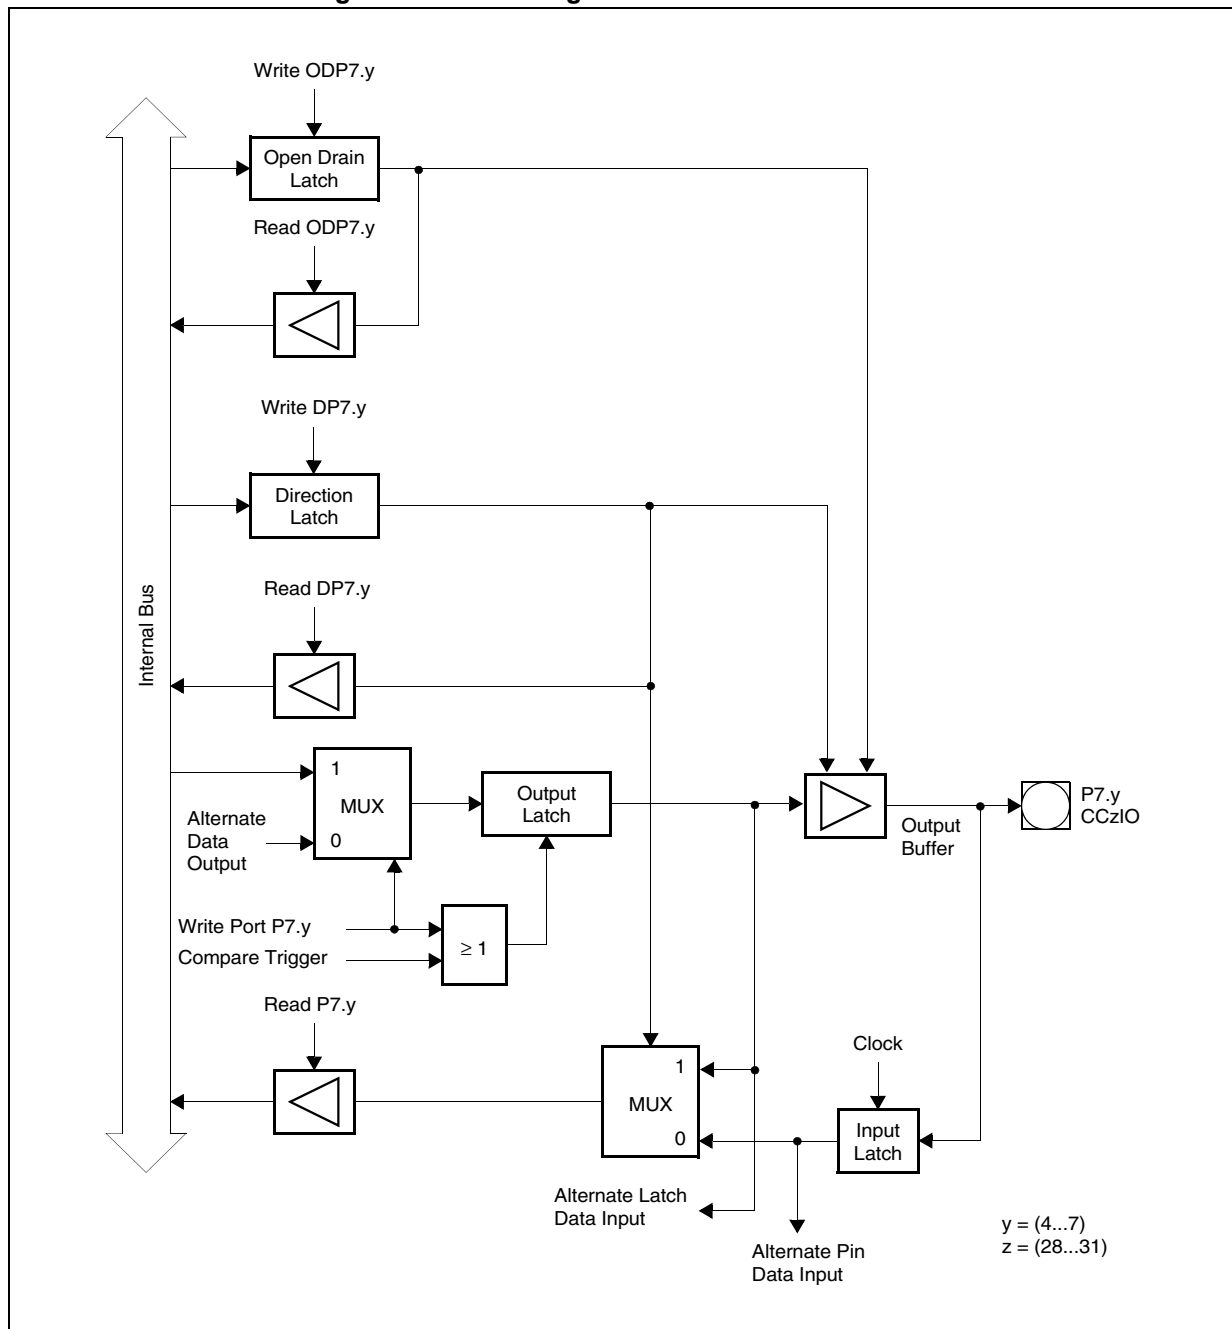 Write ODP7.y
Open Drain
Latch
Read ODP7.y
Write DP7.y
Direction
Latch
Read DP7.y
Internal Bus
1
MUX
0
Alternate
Data
Output
Output
Latch
Output
Buffer
P7.y
CCzIO
Write Port P7.y
Compare Trigger
≥ 1
Read P7.y
1
MUX
0
Clock
Input
Latch
Alternate Latch
Data Input
Alternate Pin
Data Input
y = (4...7)
z = (28...31)